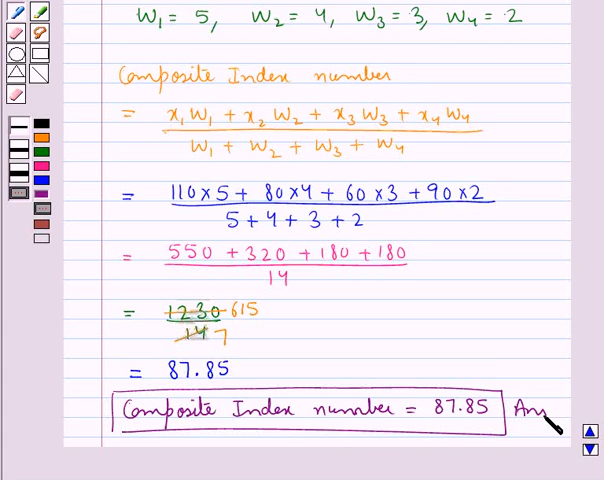 W₁ = 5, W₂ = 4, W₃ = 3, W₄ = 2
Composite Index number
= x₁W₁ + x₂W₂ + x₃W₃ + x₄W₄
W₁ + W₂ + W₃ + W₄
= 110×5 + 80×4 + 60×3 + 90×2
5 + 4 + 3 + 2
= 550 + 320 + 180 + 180
14
= 1230 615
14 7
= 87.85
Composite Index number = 87.85 Ans